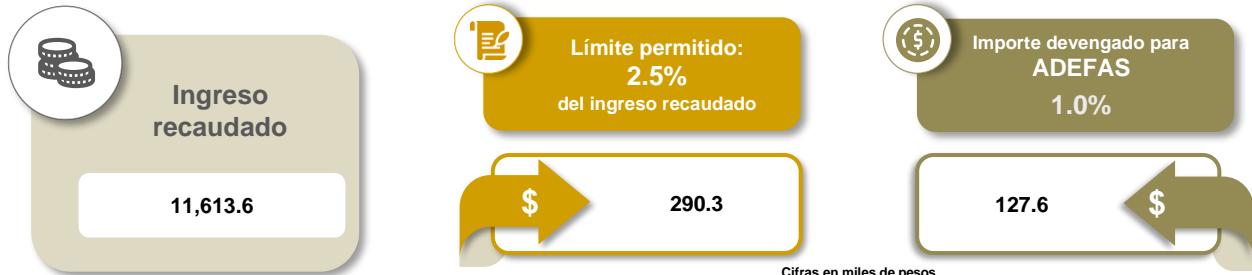 Ingreso
recaudado
11,613.6
Límite permitido:
2.5%
del ingreso recaudado
$
290.3
Importe devengado para
ADEFAS
1.0%
127.6
$
Cifras en miles de pesos